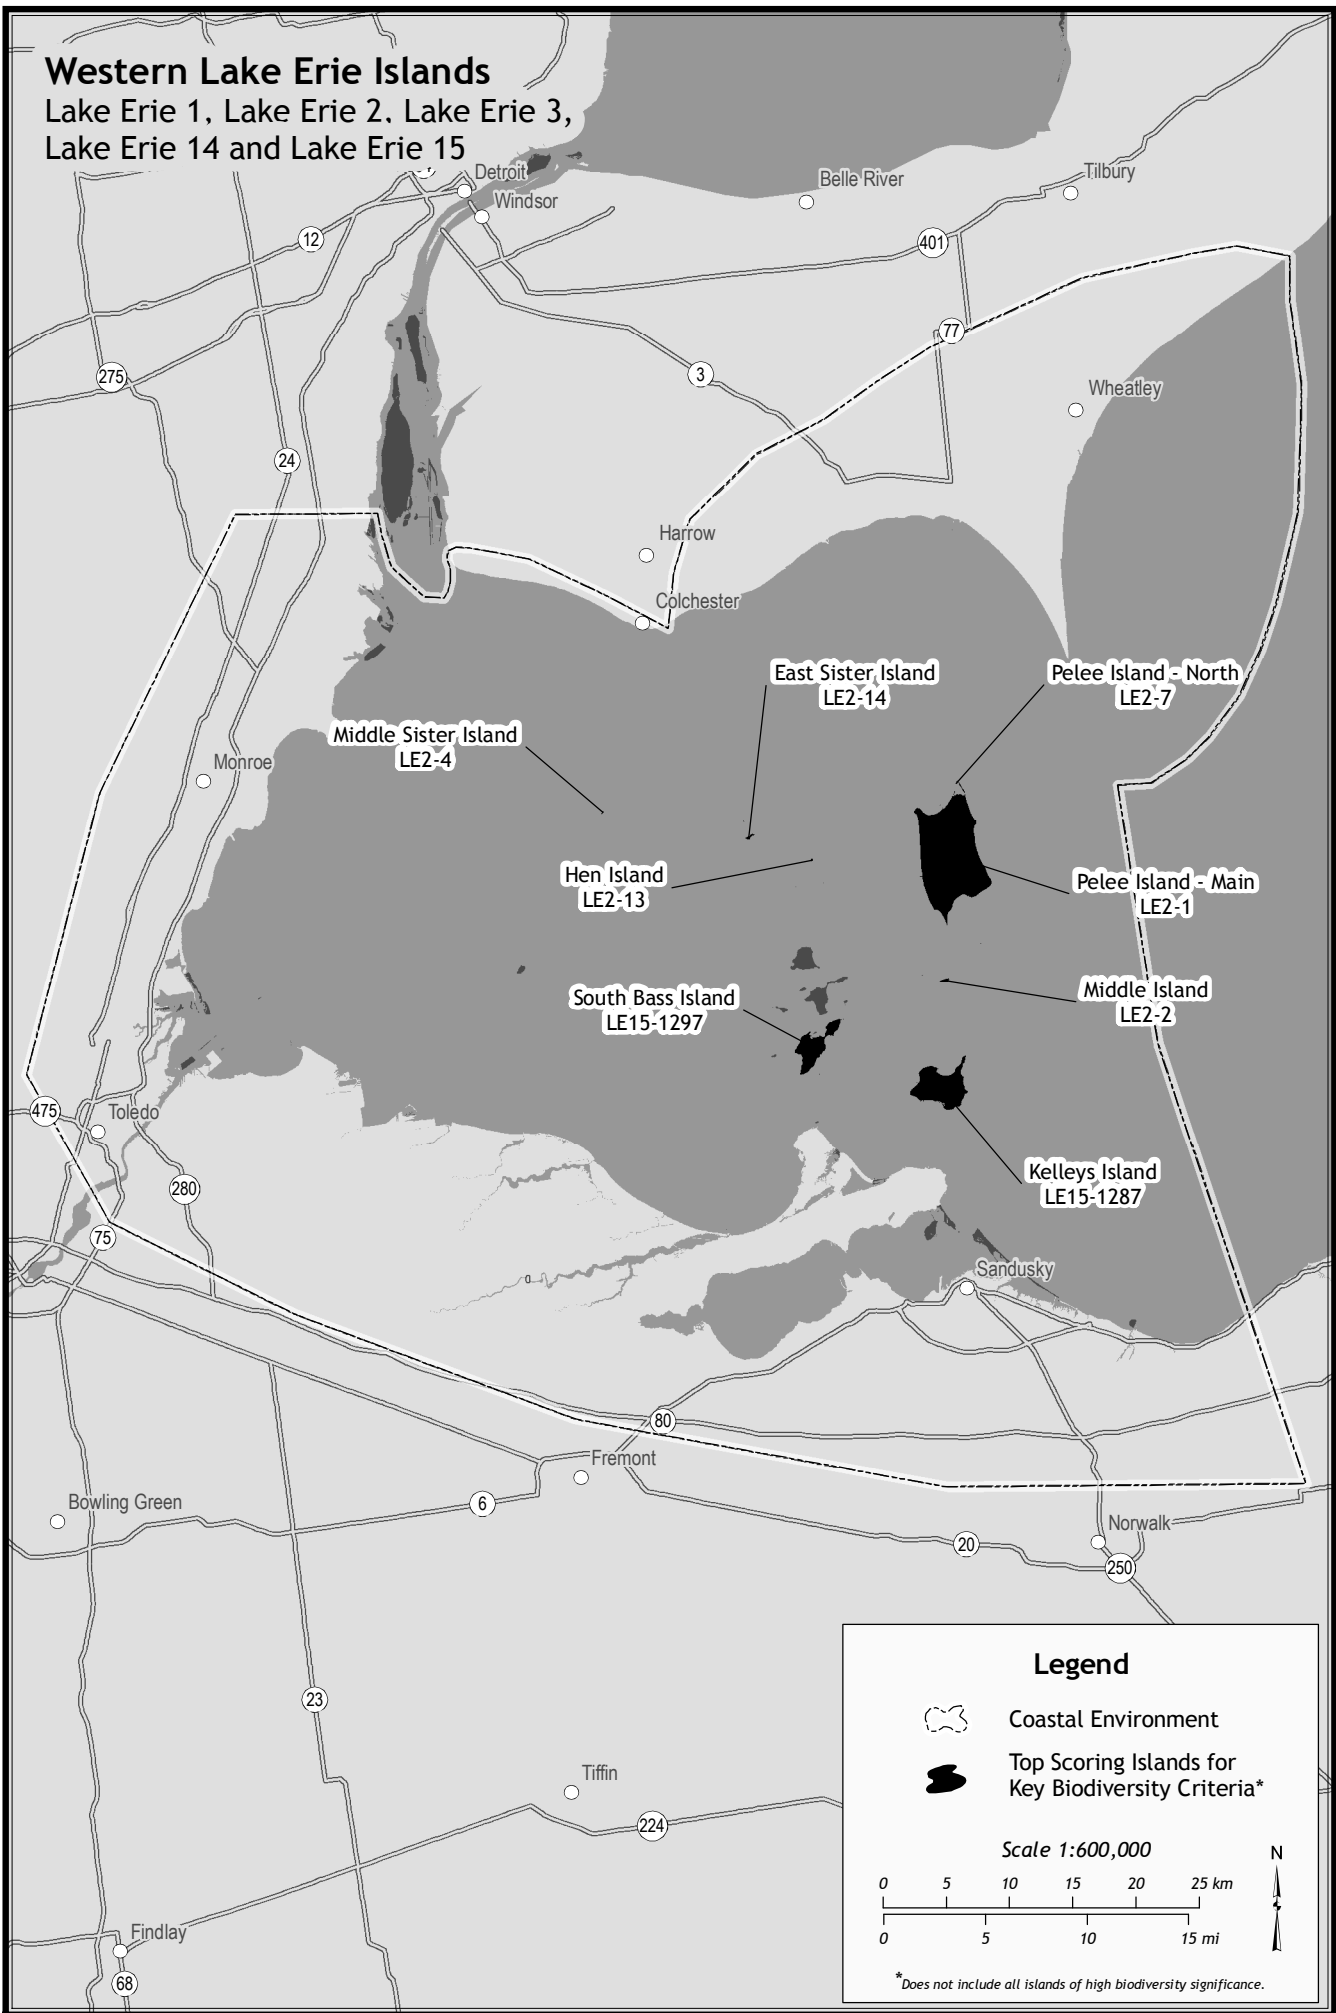 Western Lake Erie Islands
Lake Erie 1, Lake Erie 2, Lake Erie 3,
Lake Erie 14 and Lake Erie 15
Detroit
Windsor
Belle River
Tilbury
12
401
77
275
3
Wheatley
24
Harrow
Colchester
East Sister Island
LE2-14
Pelee Island - North
LE2-7
Middle Sister Island
LE2-4
Monroe
Hen Island
LE2-13
Pelee Island - Main
LE2-1
South Bass Island
LE15-1297
Middle Island
LE2-2
475
Toledo
280
Kelleys Island
LE15-1287
75
Sandusky
80
Fremont
Bowling Green
6
20
Norwalk
250
23
Tiffin
224
Findlay
68
Legend
Coastal Environment
Top Scoring Islands for
Key Biodiversity Criteria*
Scale 1:600,000
N
0 5 10 15 20 25 km
0 5 10 15 mi
*Does not include all islands of high biodiversity significance.